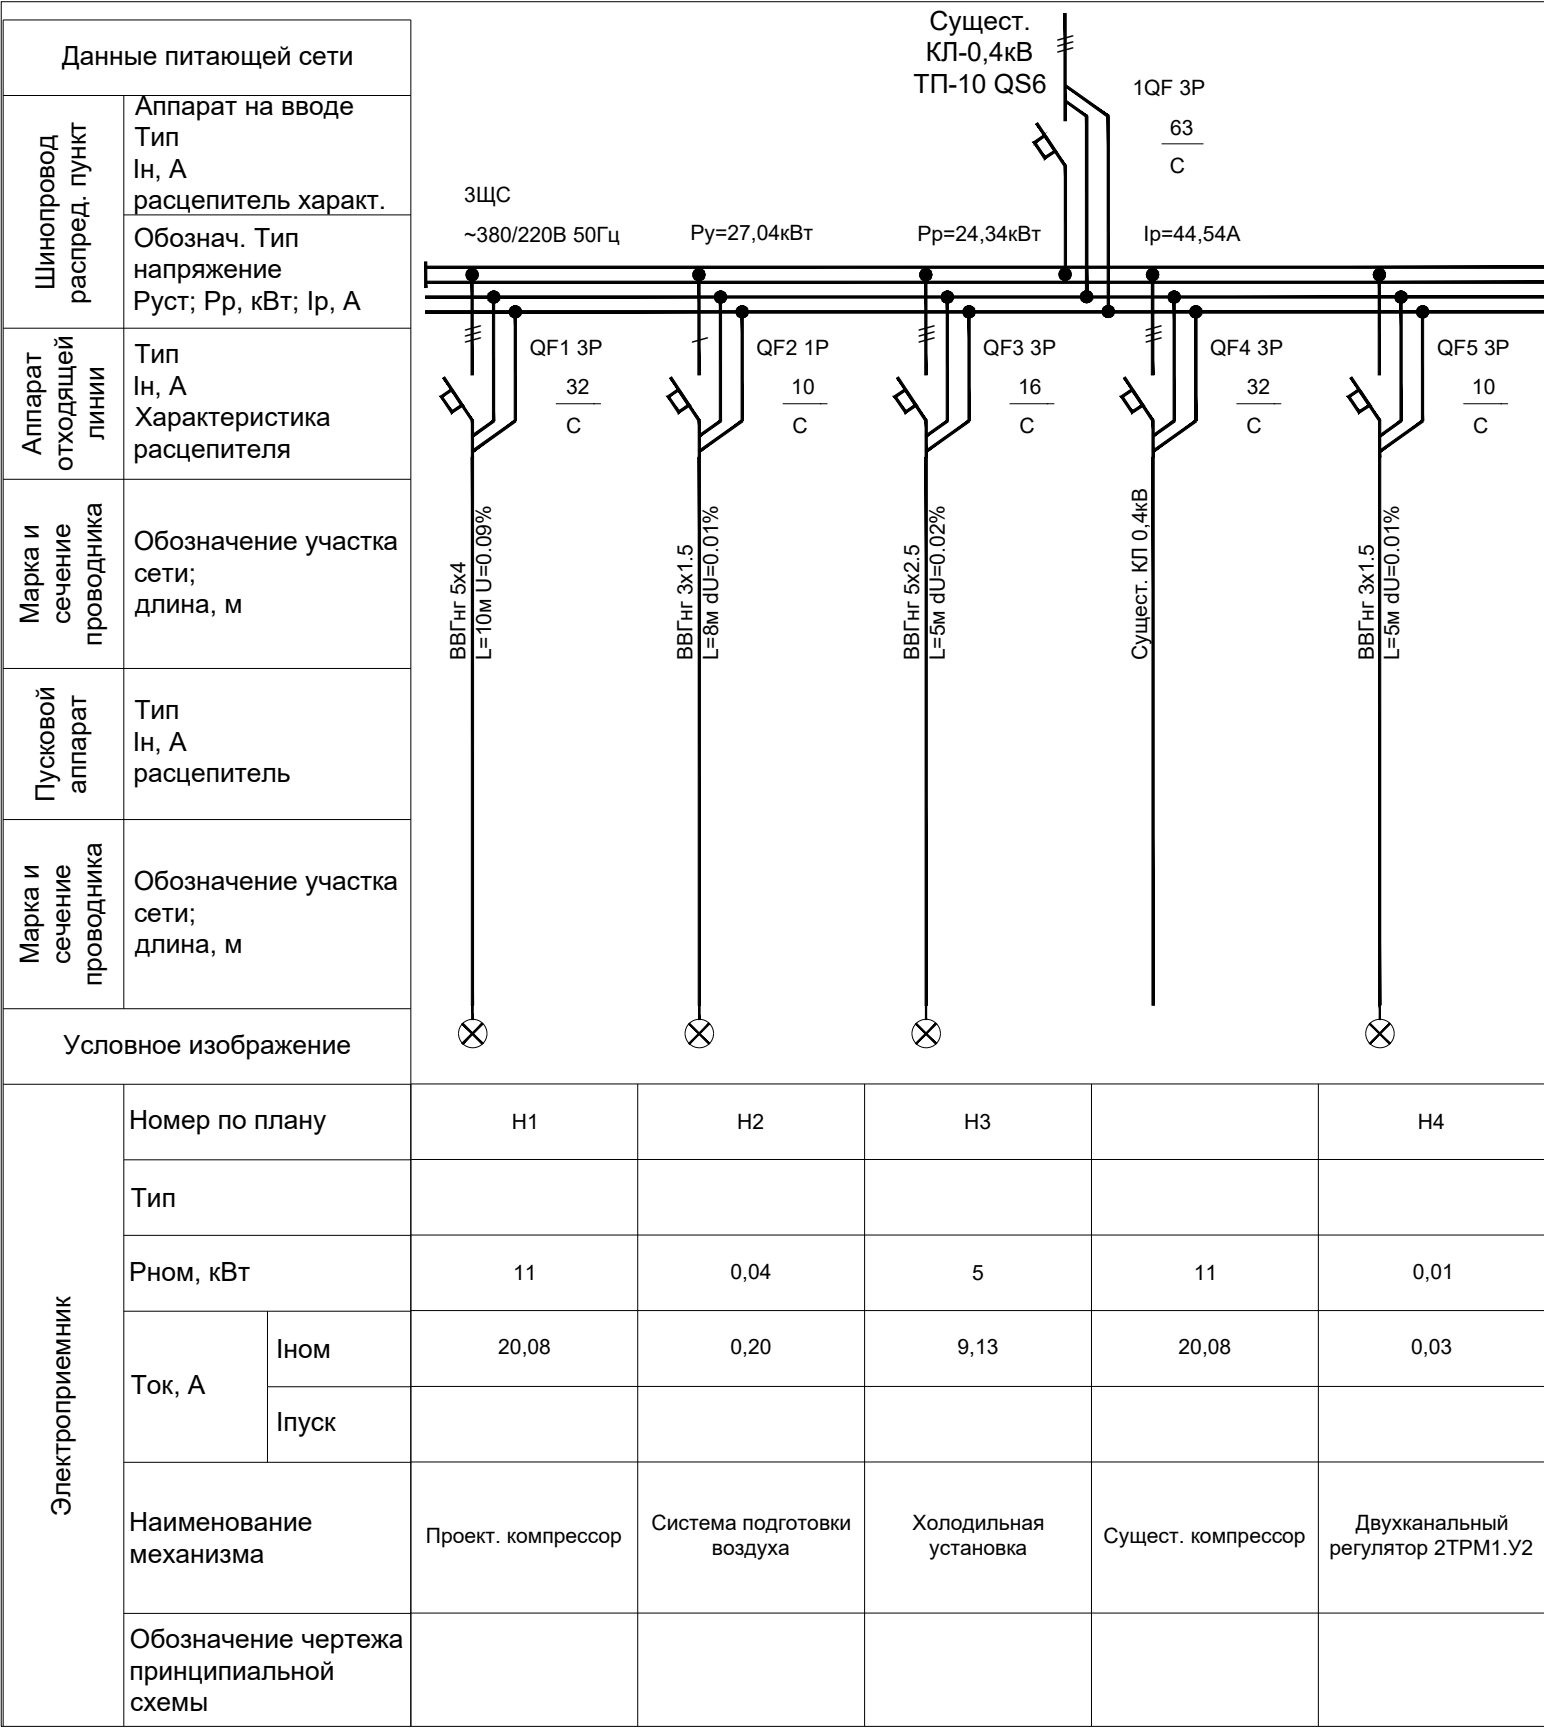 Данные питающей сети
Сущест.
КЛ-0,4кВ
ТП-10 QS6
1QF 3P
63
C
Шинопровод
распред. пункт
Аппарат на вводе
Тип
Iн, А
расцепитель характ.
Обознач. Тип
напряжение
Руст; Рр, кВт; Iр, А
3ЩС
~380/220В 50Гц
Ру=27,04кВт
Рр=24,34кВт
Iр=44,54А
Аппарат
отходящей
линии
Тип
Iн, А
Характеристика
расцепителя
QF1 3P
32
C
QF2 1P
10
C
QF3 3P
16
C
QF4 3P
32
C
QF5 3P
10
C
Марка и
сечение
проводника
Обозначение участка
сети;
длина, м
ВВГнг 5х4
L=10м U=0.09%
ВВГнг 3х1.5
L=8м dU=0.01%
ВВГнг 5х2.5
L=5м dU=0.02%
Сущест. КЛ 0,4кВ
ВВГнг 3х1.5
L=5м dU=0.01%
Пусковой
аппарат
Тип
Iн, А
расцепитель
Марка и
сечение
проводника
Обозначение участка
сети;
длина, м
Условное изображение
Электроприемник
Номер по плану
Н1
Н2
Н3
Н4
Тип
Рном, кВт
11
0,04
5
11
0,01
Ток, А
Iном
20,08
0,20
9,13
20,08
0,03
Iпуск
Наименование
механизма
Проект. компрессор
Система подготовки
воздуха
Холодильная
установка
Сущест. компрессор
Двухканальный
регулятор 2ТРМ1.У2
Обозначение чертежа
принципиальной
схемы